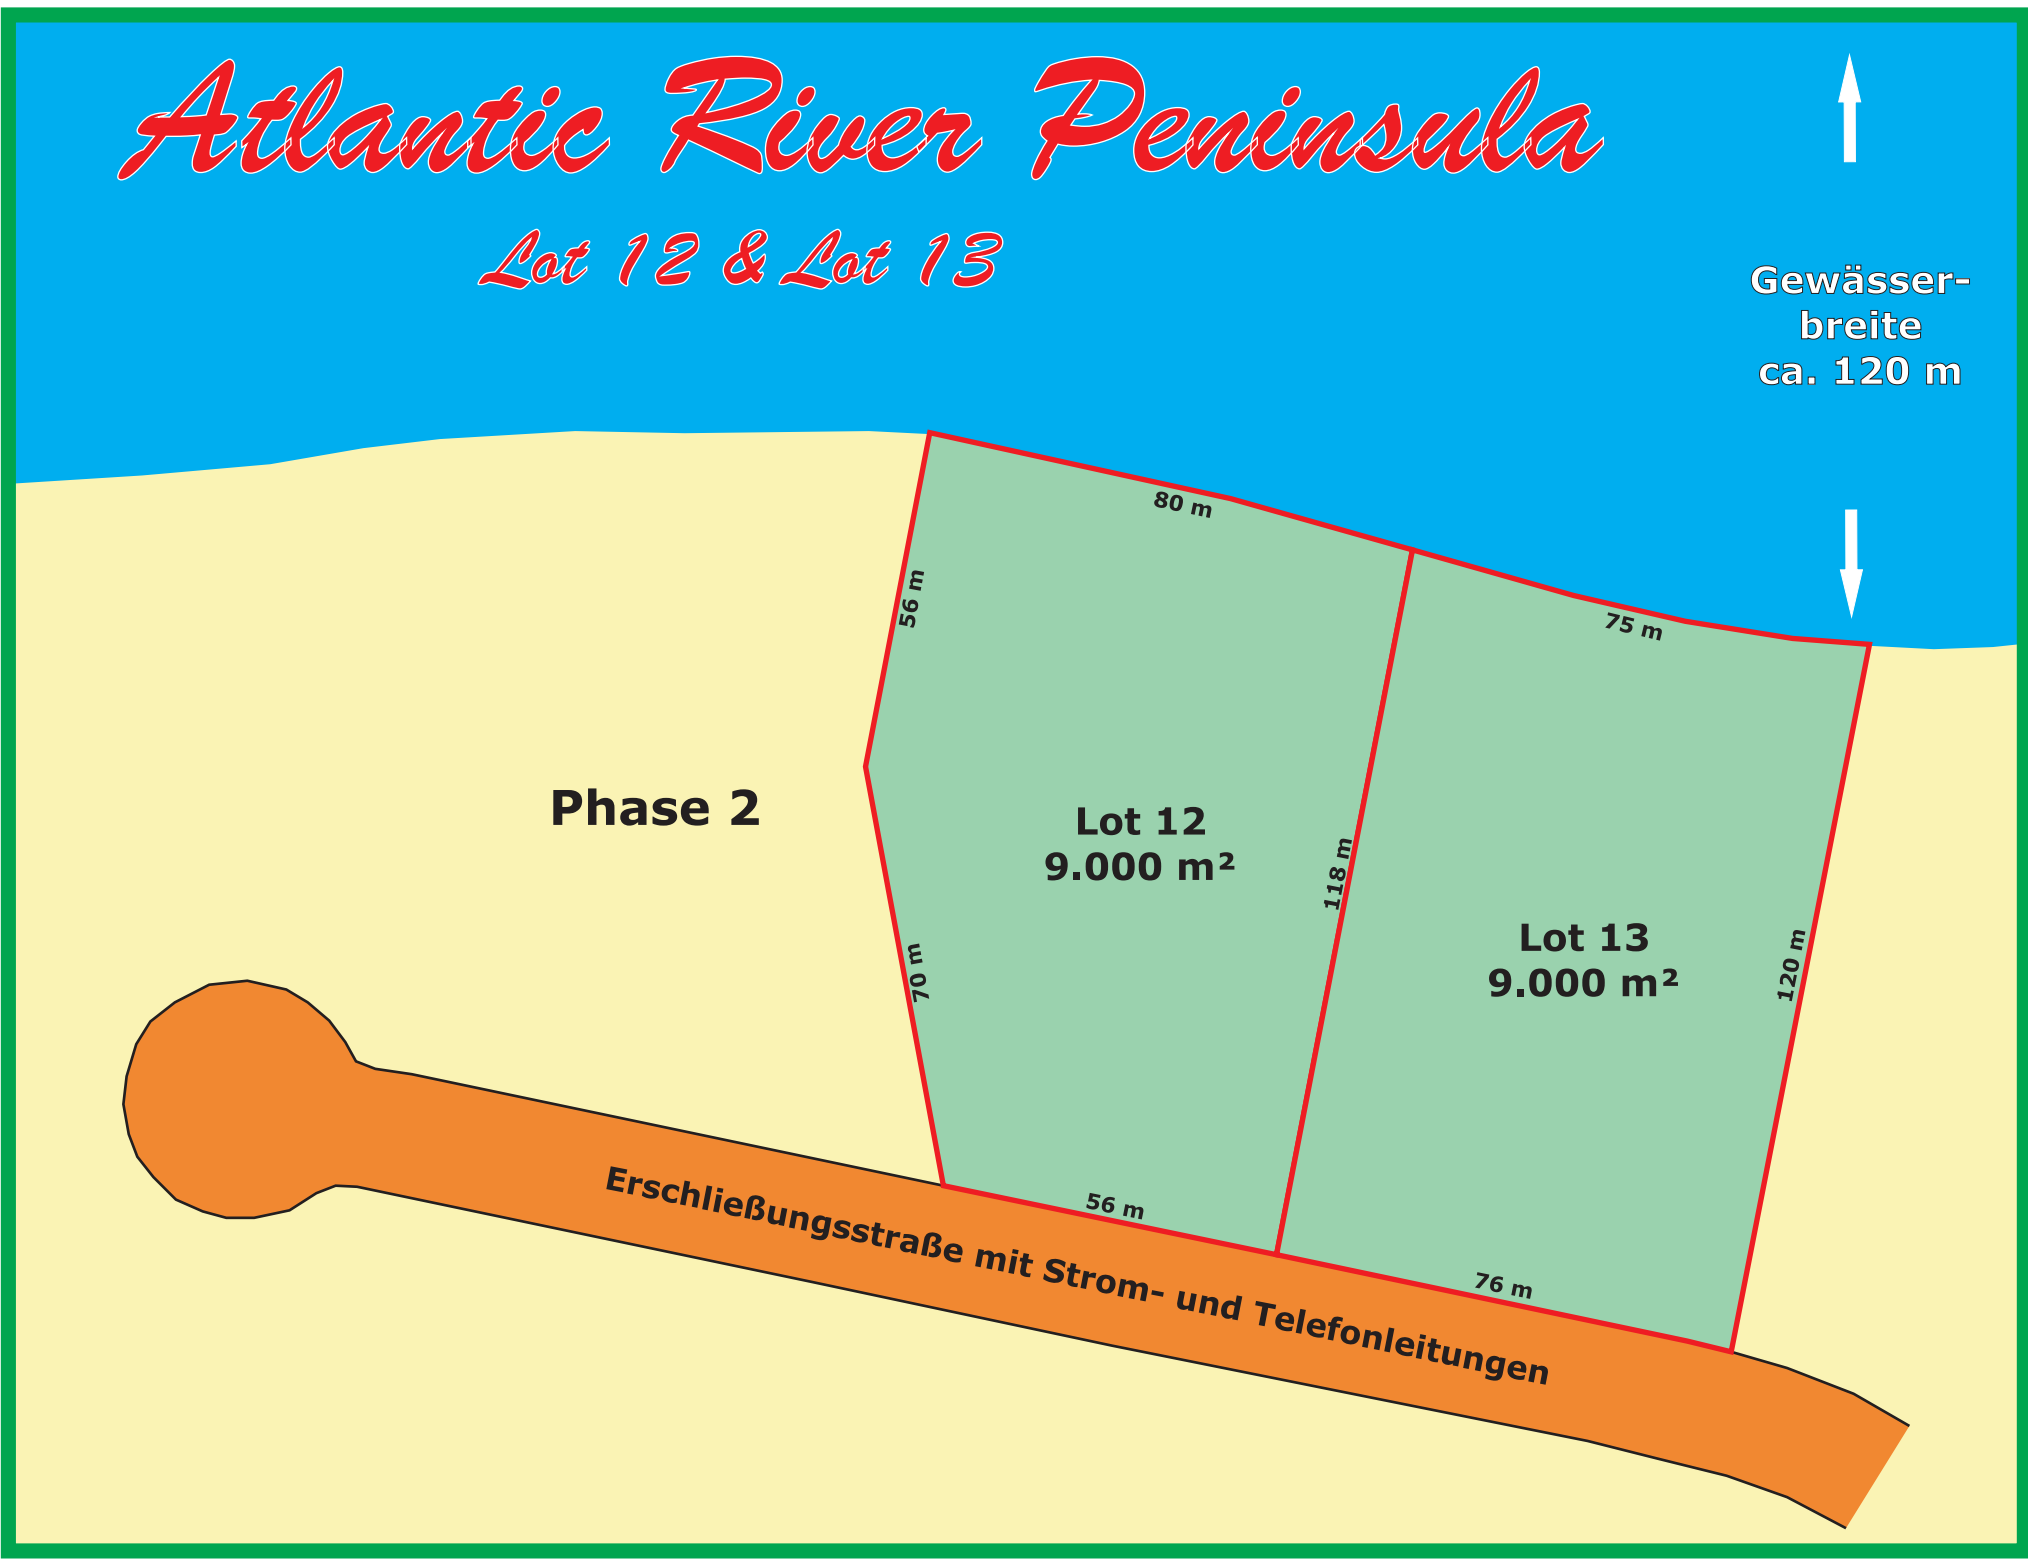 Atlantic River Peninsula
Lot 12 & Lot 13
Gewässer-
breite
ca. 120 m
80 m
56 m
75 m
Phase 2
Lot 12
9.000 m²
118 m
Lot 13
9.000 m²
120 m
70 m
56 m
76 m
Erschließungsstraße mit Strom- und Telefonleitungen